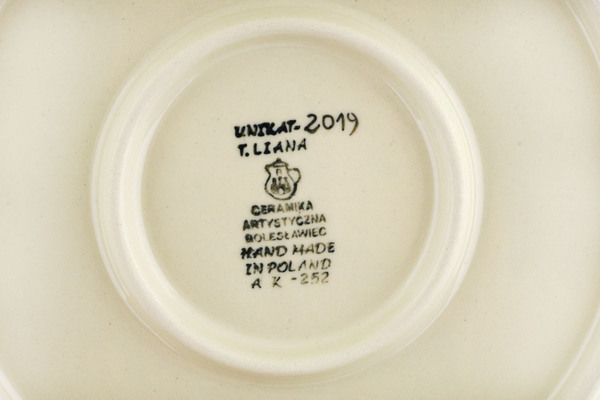 UNIKAT-2019
T. LIANA
CERAMIKA
ARTYSTYCZNA
BOLESŁAWIEC
HAND MADE
IN POLAND
A K -252